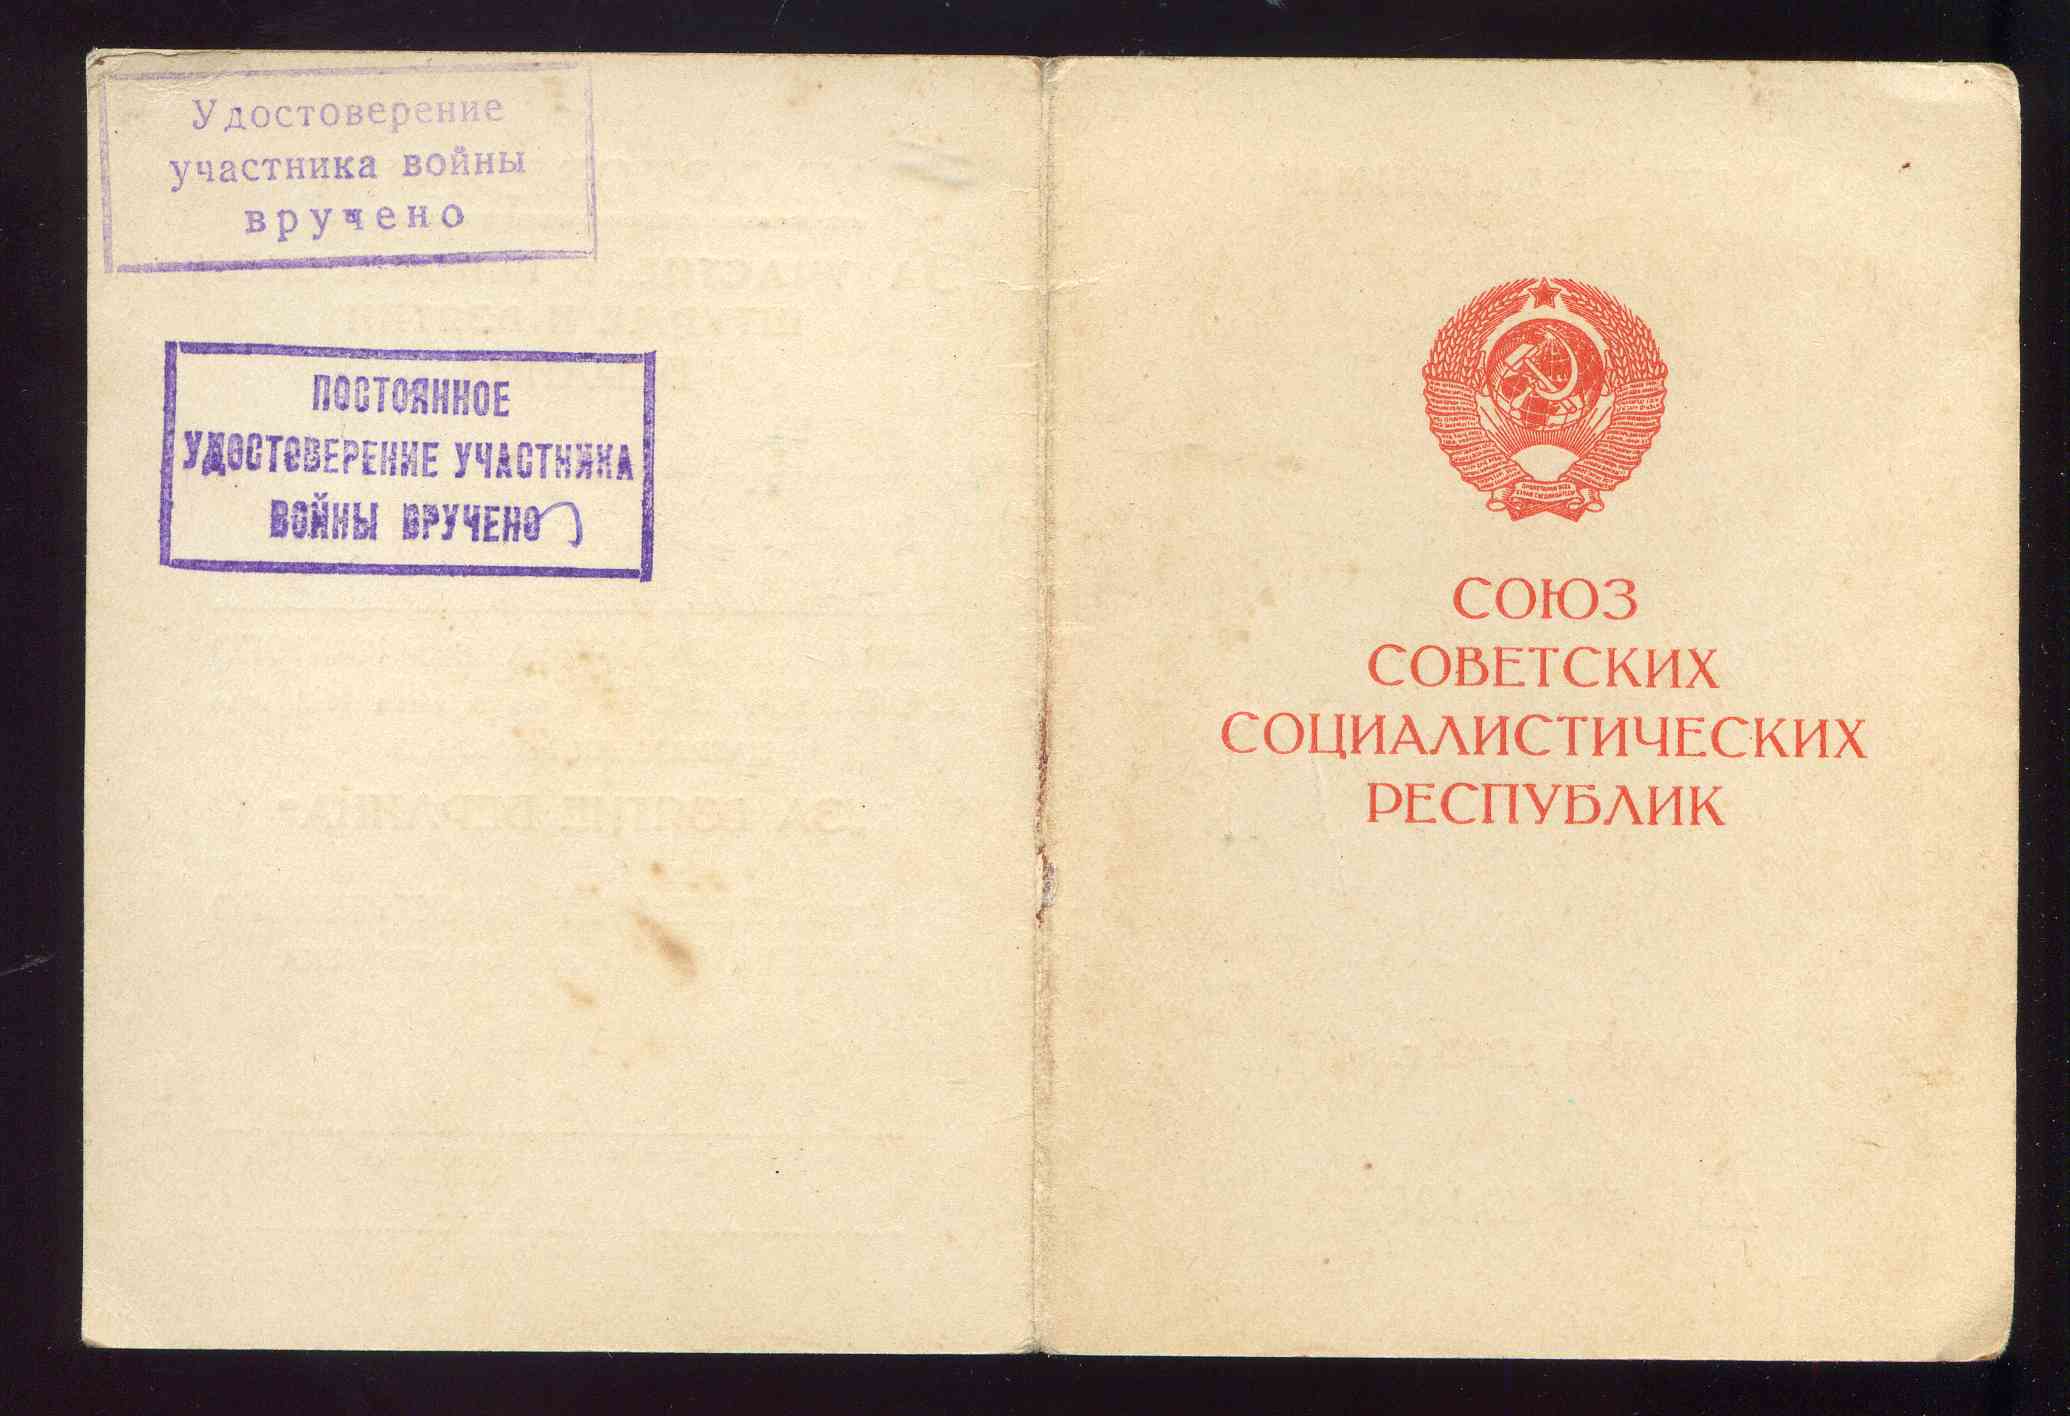 Удостоверение
участника войны
вручено
ПОСТОЯННОЕ
УДОСТОВЕРЕНИЕ УЧАСТНИКА
ВОЙНЫ ВРУЧЕНО
СОЮЗ
СОВЕТСКИХ
СОЦИАЛИСТИЧЕСКИХ
РЕСПУБЛИК